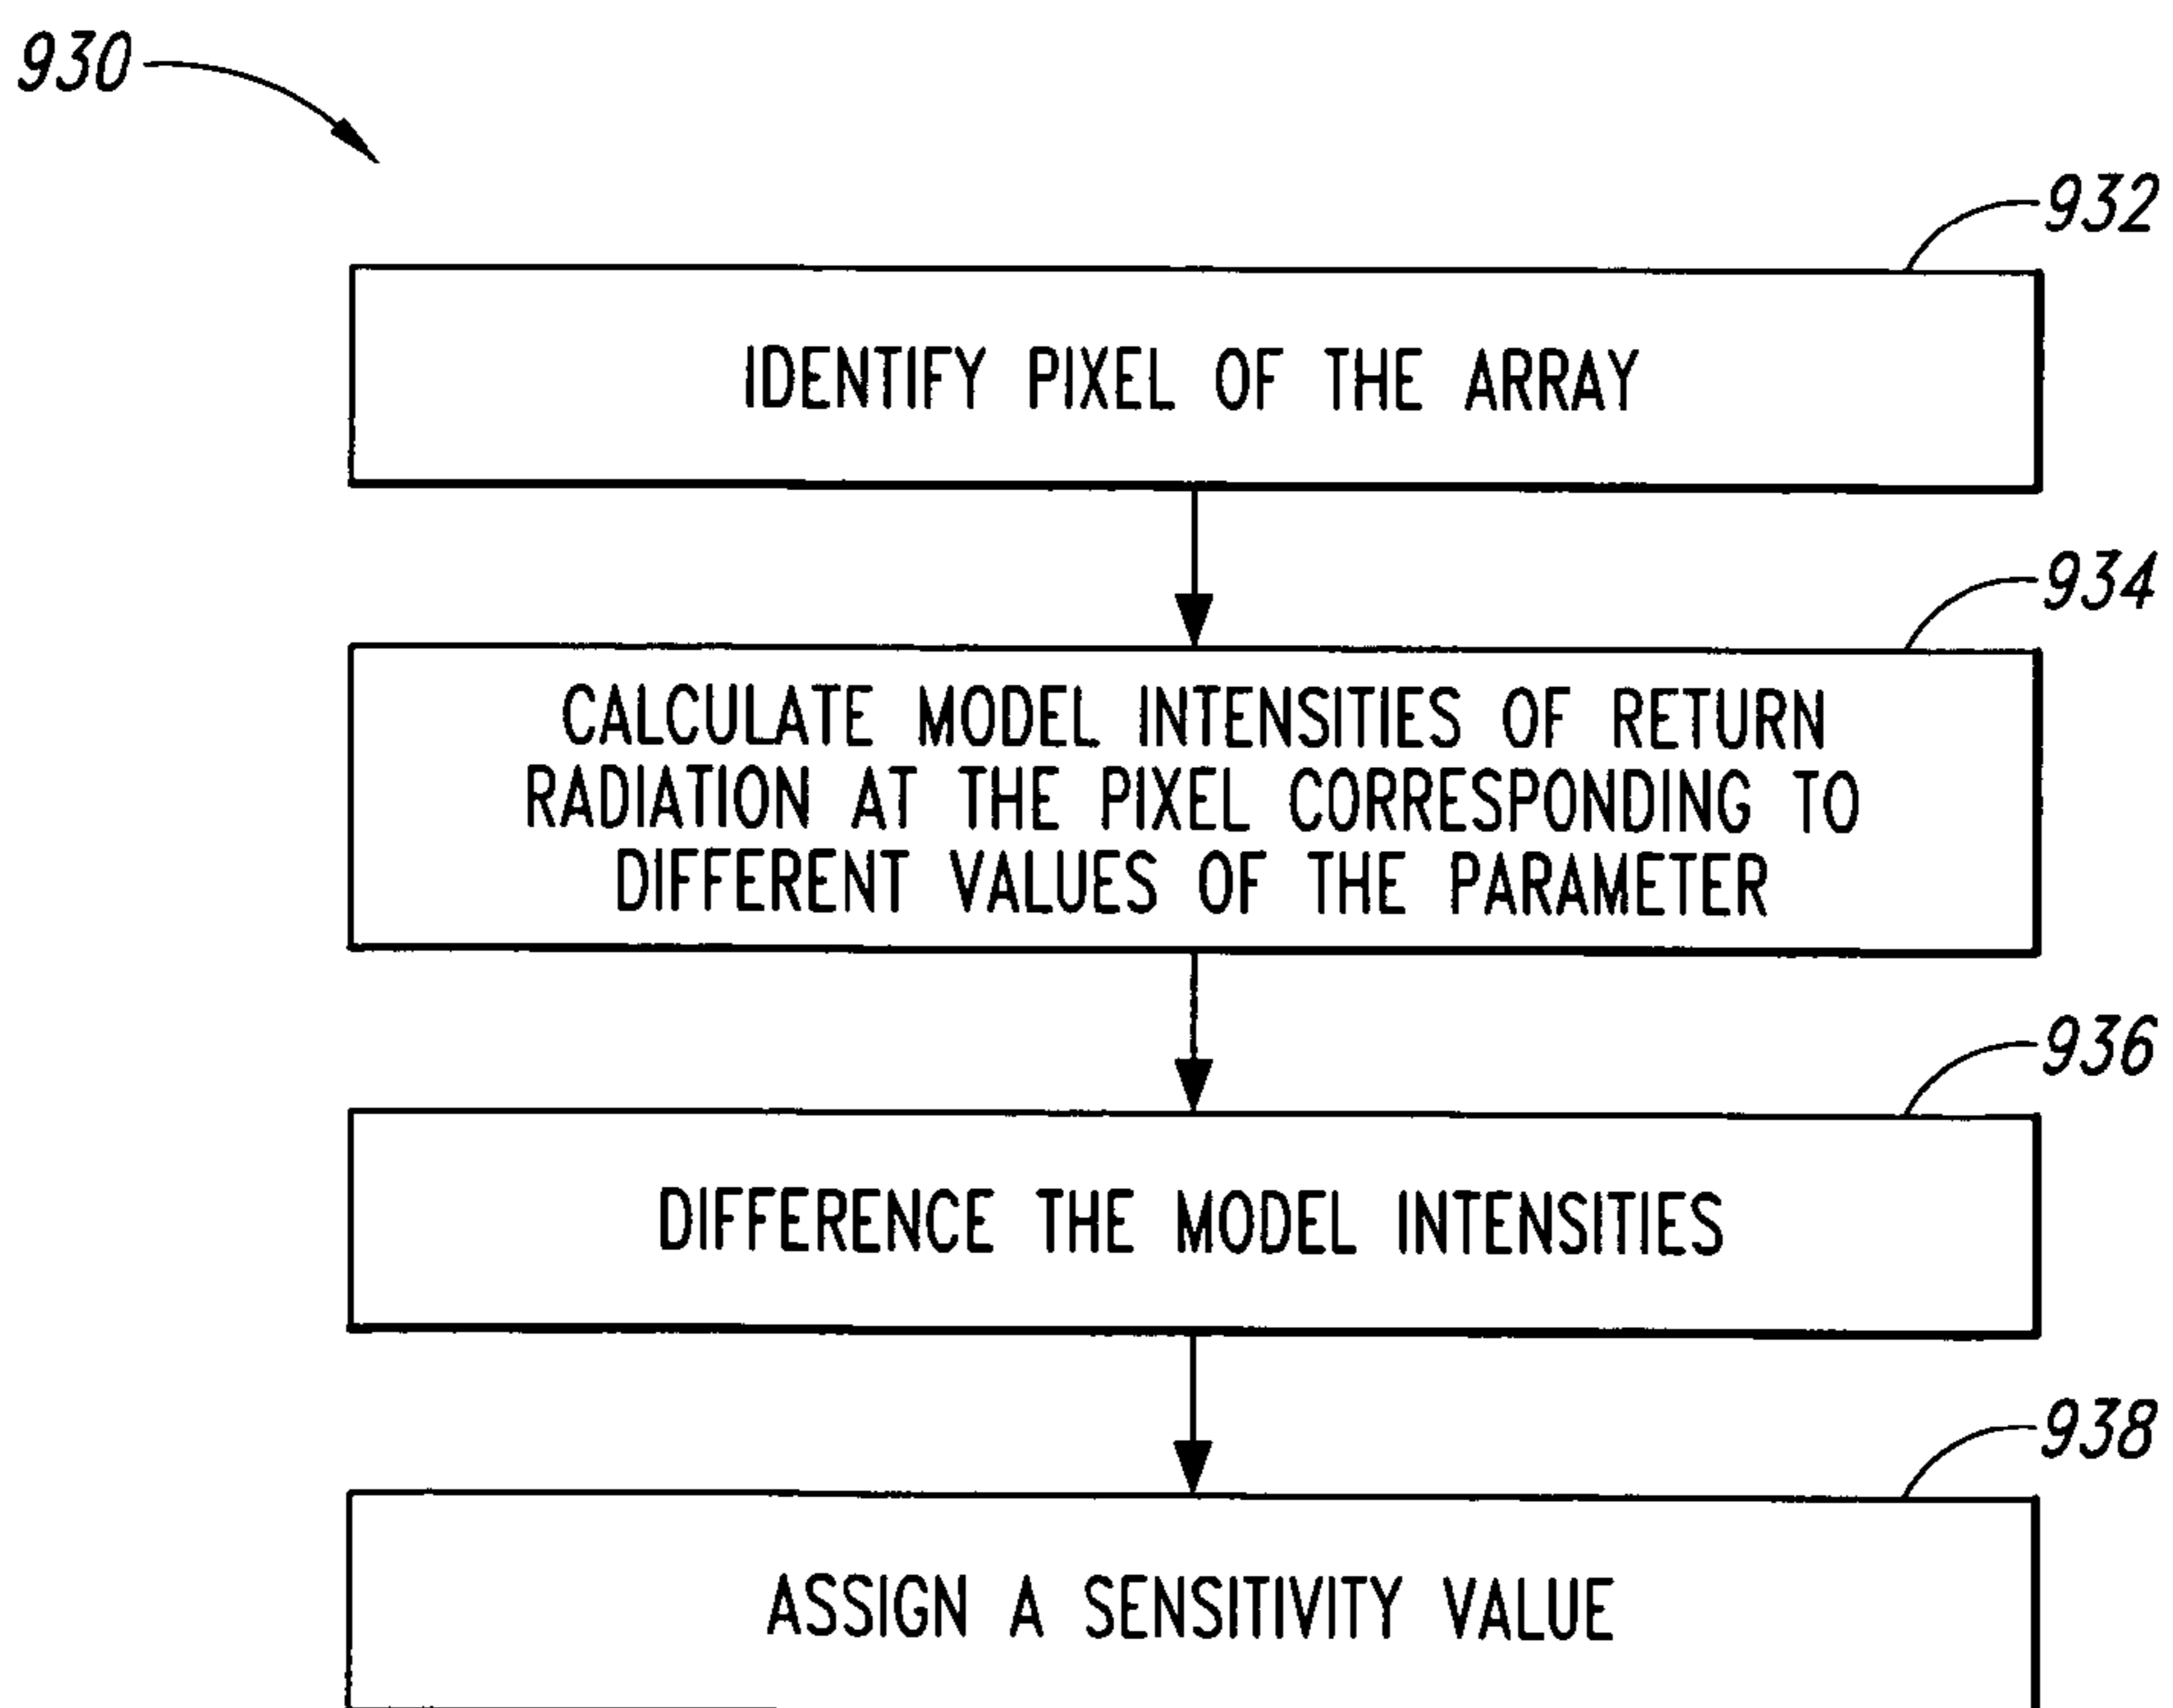 930
932
IDENTIFY PIXEL OF THE ARRAY
934
CALCULATE MODEL INTENSITIES OF RETURN
RADIATION AT THE PIXEL CORRESPONDING TO
DIFFERENT VALUES OF THE PARAMETER
936
DIFFERENCE THE MODEL INTENSITIES
938
ASSIGN A SENSITIVITY VALUE